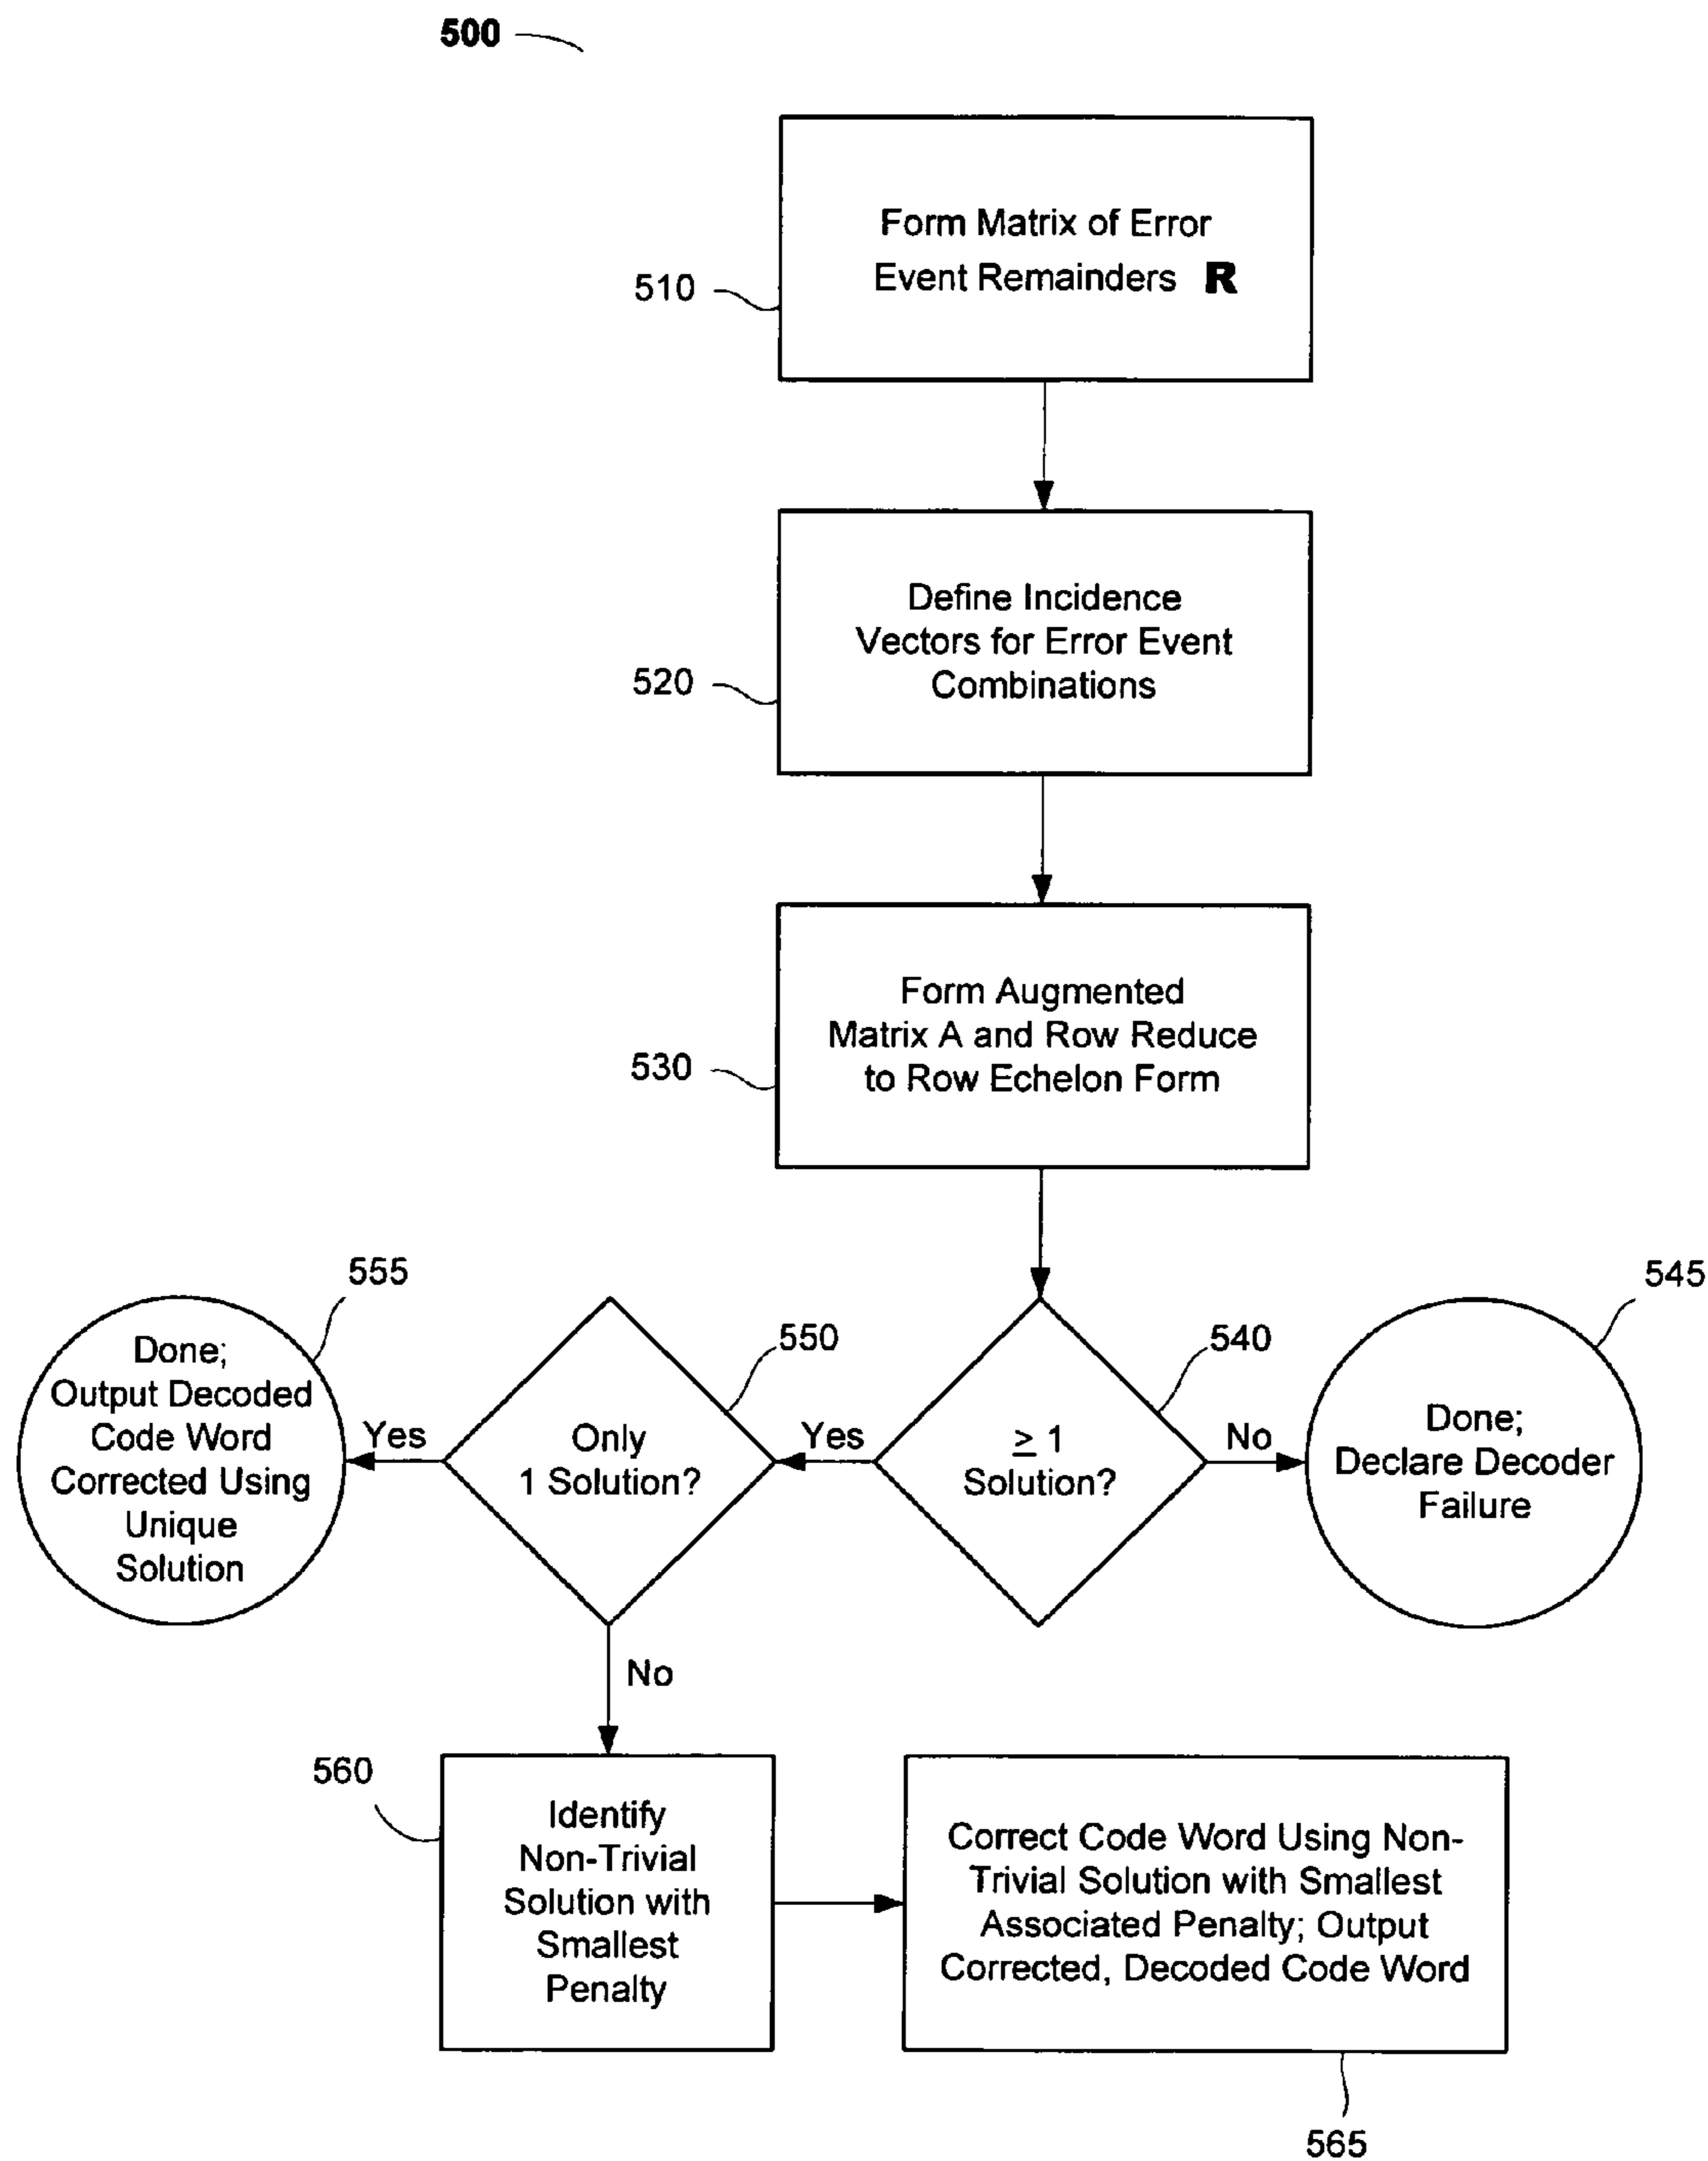 500
Form Matrix of Error
Event Remainders R
510
Define Incidence
Vectors for Error Event
Combinations
520
Form Augmented
Matrix A and Row Reduce
to Row Echelon Form
530
555
Done;
Output Decoded
Code Word
Corrected Using
Unique
Solution
Yes
550
Only
1 Solution?
Yes
540
≥ 1
Solution?
No
545
Done;
Declare Decoder
Failure
No
560
Identify
Non-Trivial
Solution with
Smallest
Penalty
Correct Code Word Using Non-
Trivial Solution with Smallest
Associated Penalty; Output
Corrected, Decoded Code Word
565